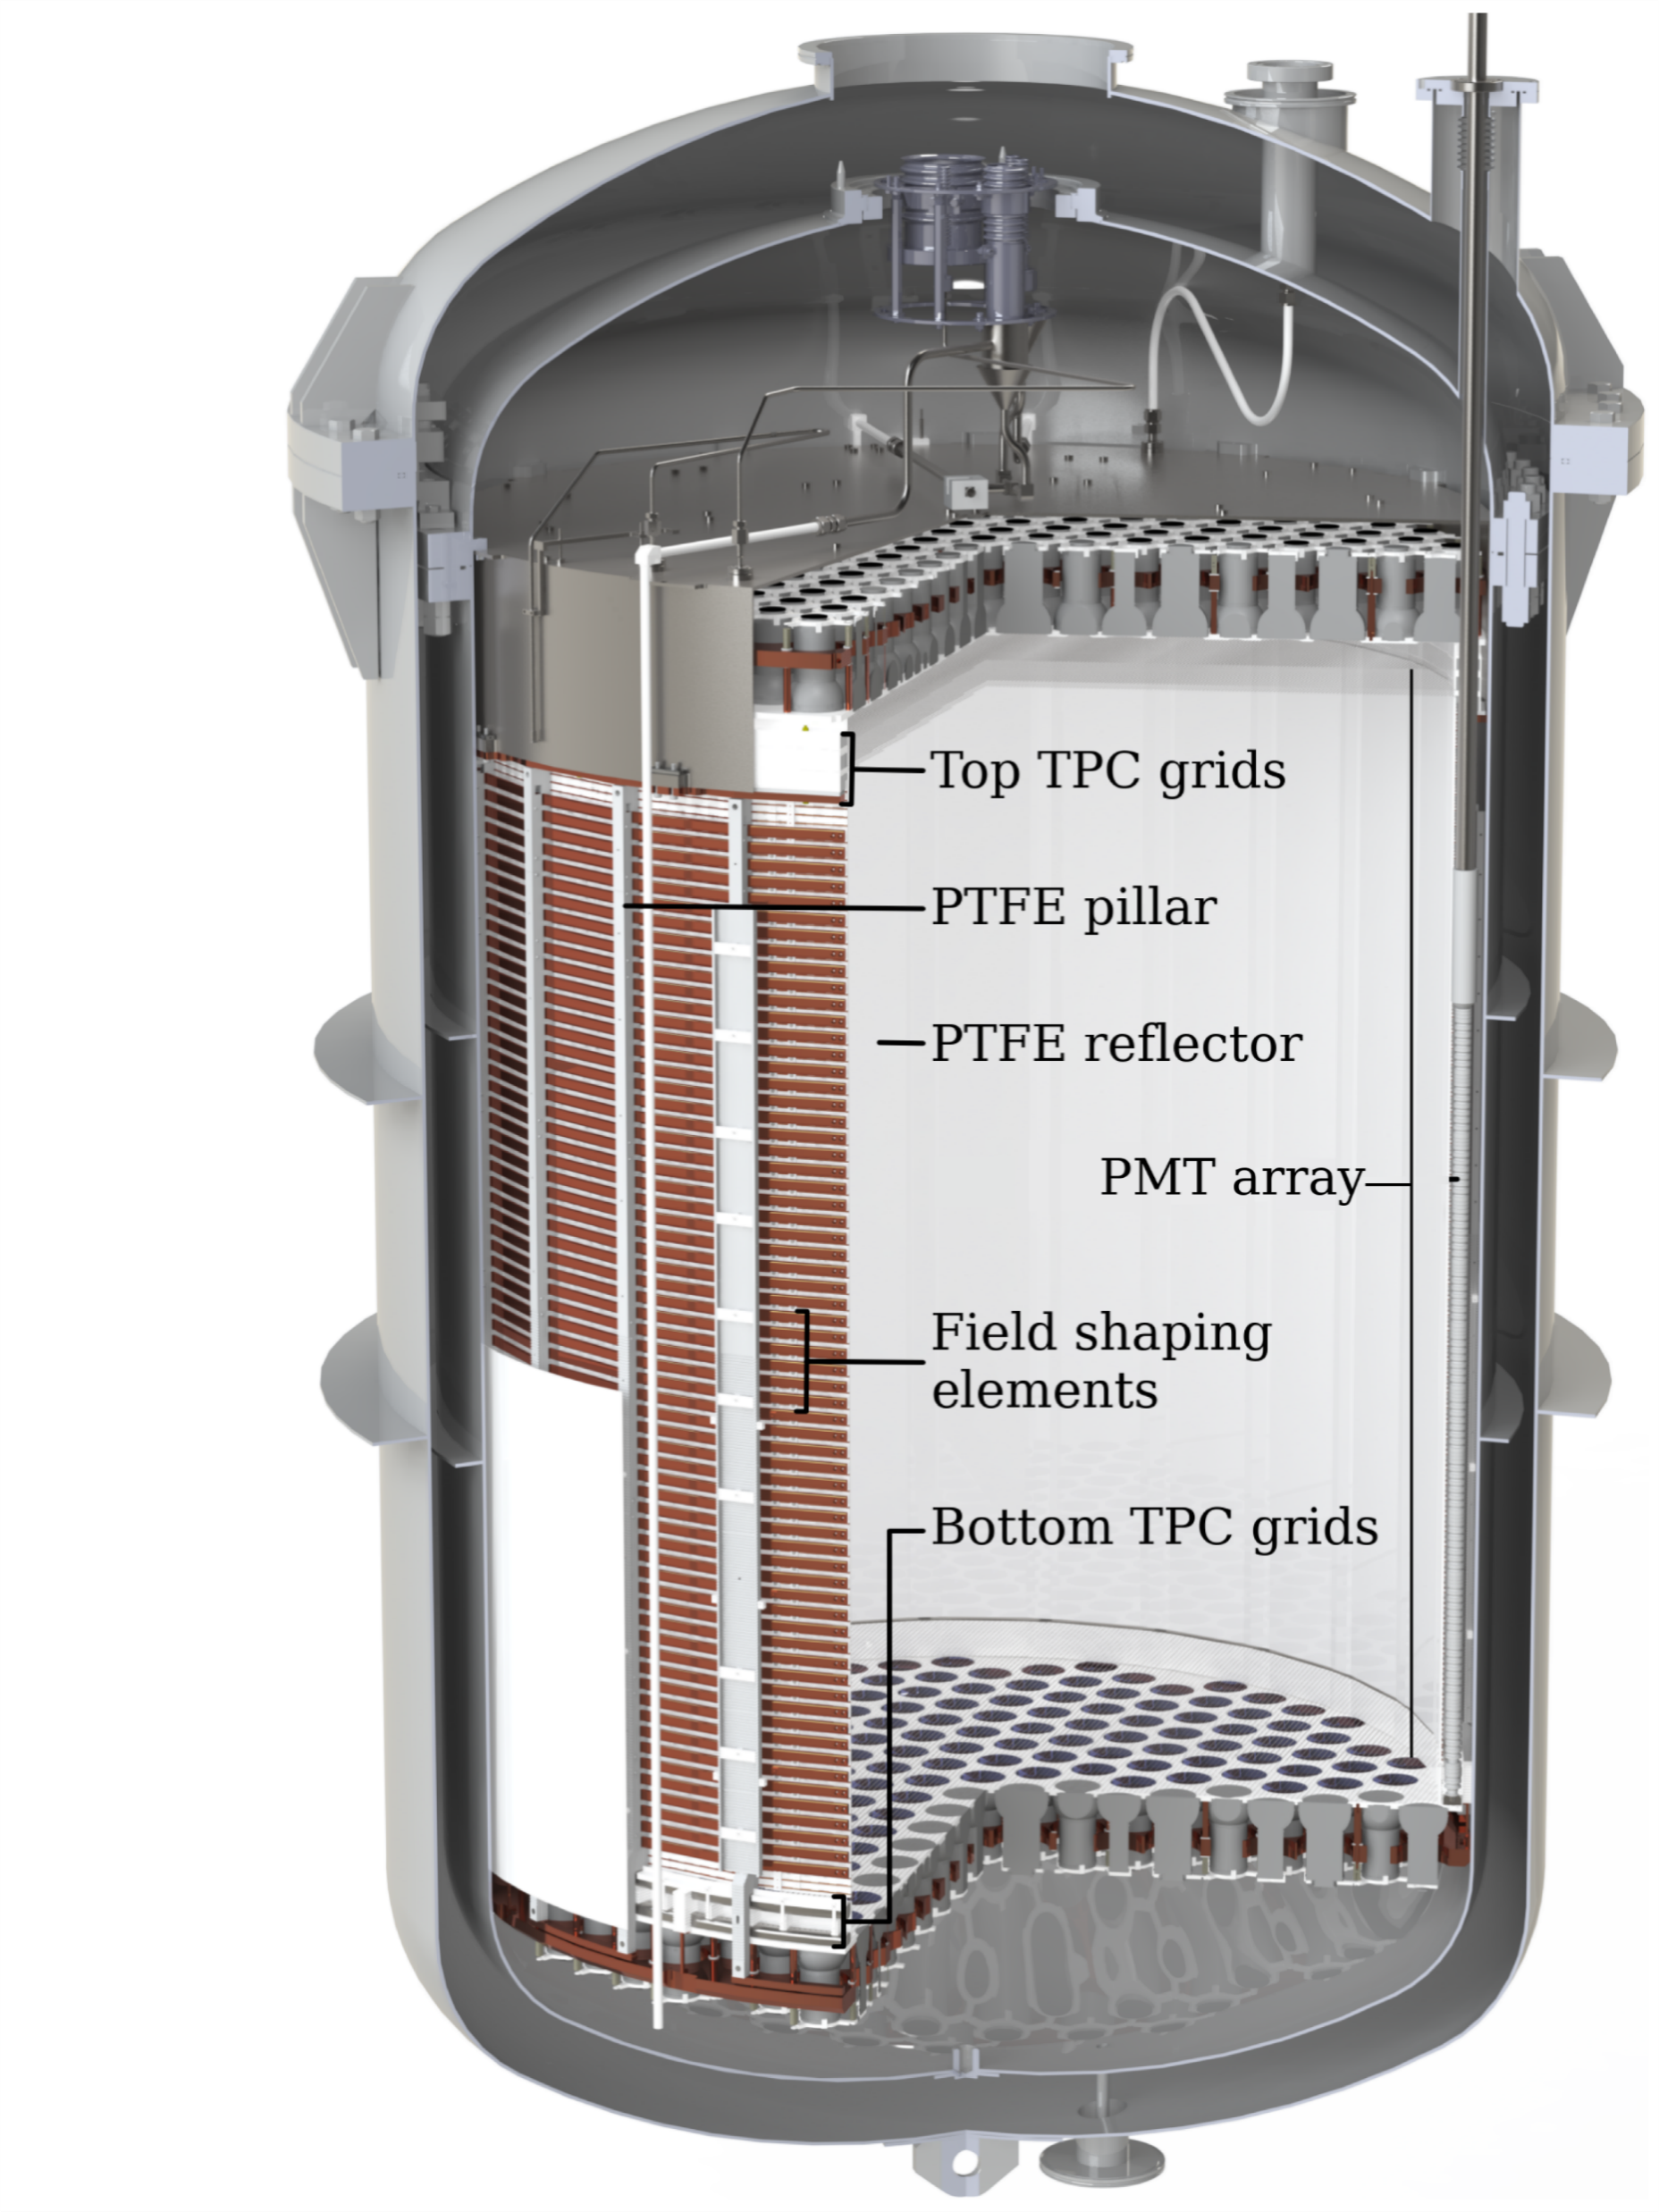 Top TPC grids
PTFE pillar
PTFE reflector
PMT array
Field shaping
elements
Bottom TPC grids